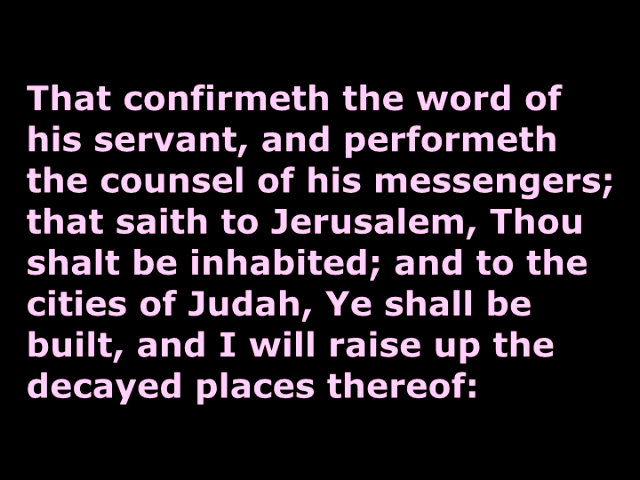 That confirmeth the word of
his servant, and performeth
the counsel of his messengers;
that saith to Jerusalem, Thou
shalt be inhabited; and to the
cities of Judah, Ye shall be
built, and I will raise up the
decayed places thereof: